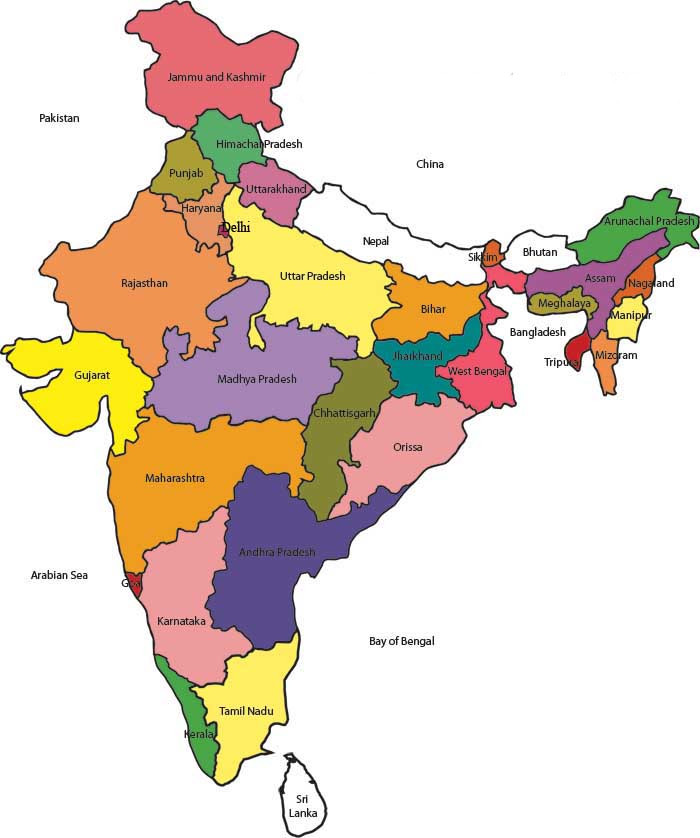 Jammu and Kashmir
Pakistan
Himachal Pradesh
China
Punjab
Uttarakhand
Haryana
Arunachal Pradesh
Delhi
Nepal
Bhutan
Sikkim
Uttar Pradesh
Assam
Rajasthan
Nagaland
Meghalaya
Bihar
Manipur
Bangladesh
Jharkhand
Mizoram
Tripura
West Bengal
Gujarat
Madhya Pradesh
Chhattisgarh
Orissa
Maharashtra
Andhra Pradesh
Arabian Sea
Goa
Karnataka
Bay of Bengal
Tamil Nadu
Kerala
Sri
Lanka